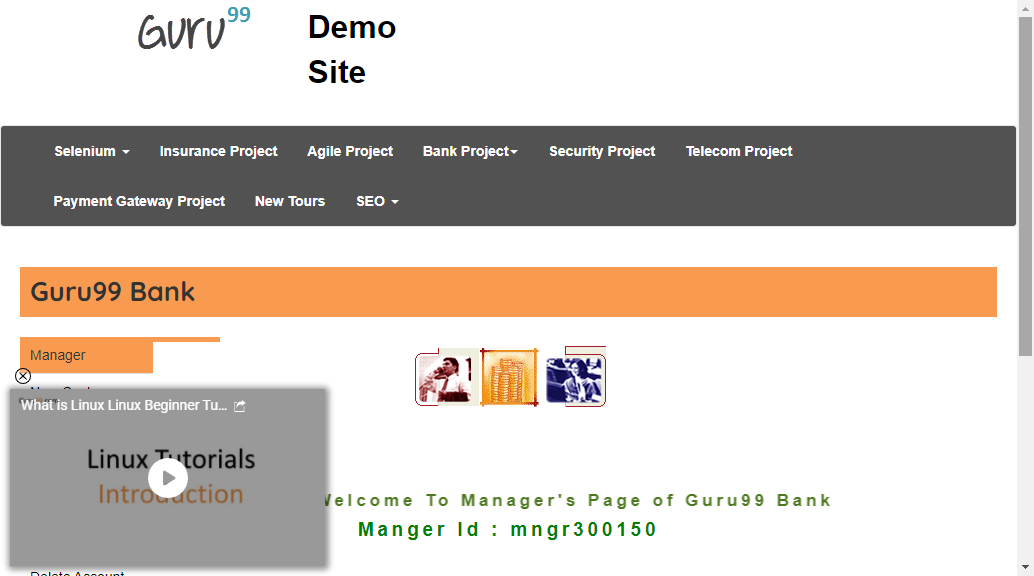 Guru99
Demo
Site
Selenium
Insurance Project
Agile Project
Bank Project
Security Project
Telecom Project
Payment Gateway Project
New Tours
SEO
Guru99 Bank
Manager
What is Linux Linux Beginner Tu...
Linux Tutorials
Introduction
Welcome To Manager's Page of Guru99 Bank
Manger Id : mngr300150
Delete Account